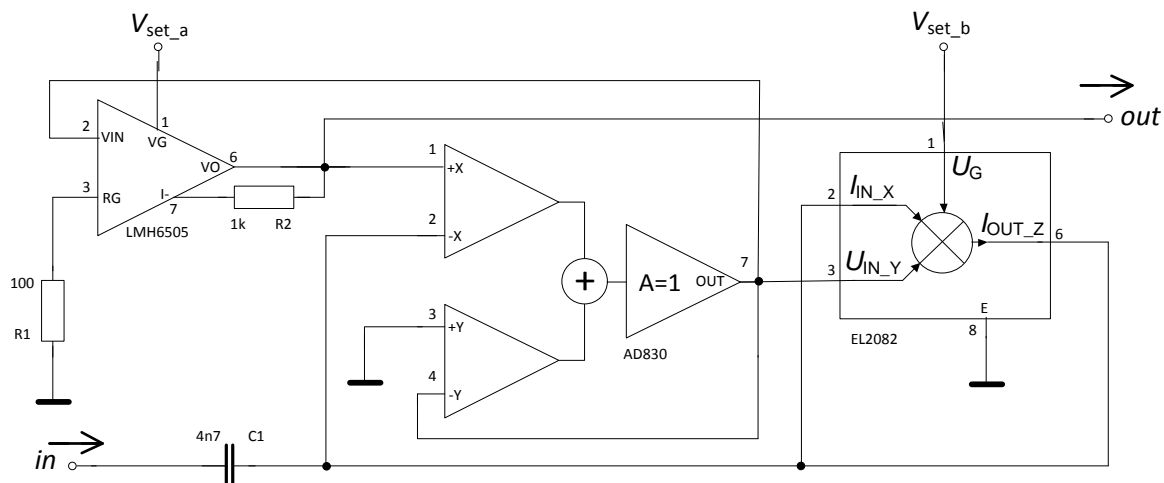 V_set_a
V_set_b
out
2
VIN
1
VG
VO
6
3
RG
I-
7
LMH6505
1k
R2
100
R1
1
+X
2
-X
+
3
+Y
4
-Y
A=1
OUT
7
AD830
1
U_G
2
I_IN_X
3
U_IN_Y
I_OUT_Z
6
E
8
EL2082
in
4n7
C1